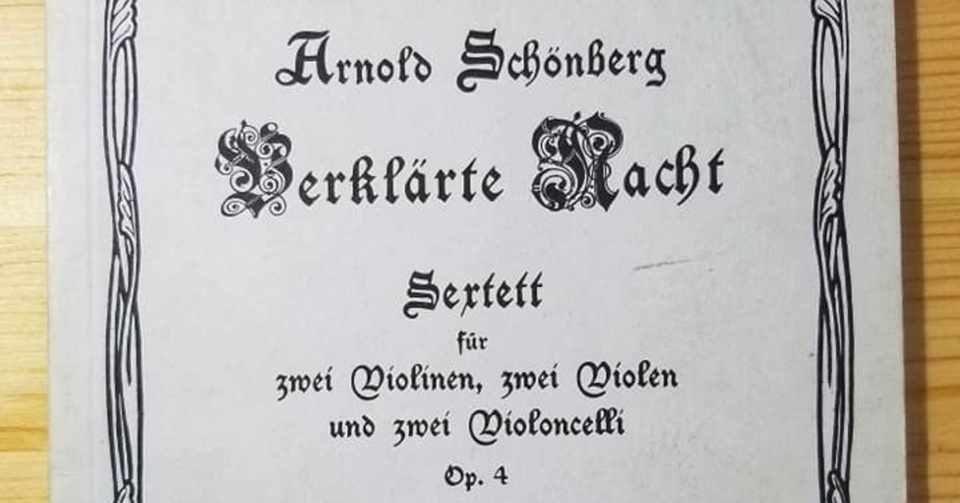 Arnold Schönberg
Verklärte Nacht
Sextett
für
zwei Violinen, zwei Violen
und zwei Violoncelli
Op. 4